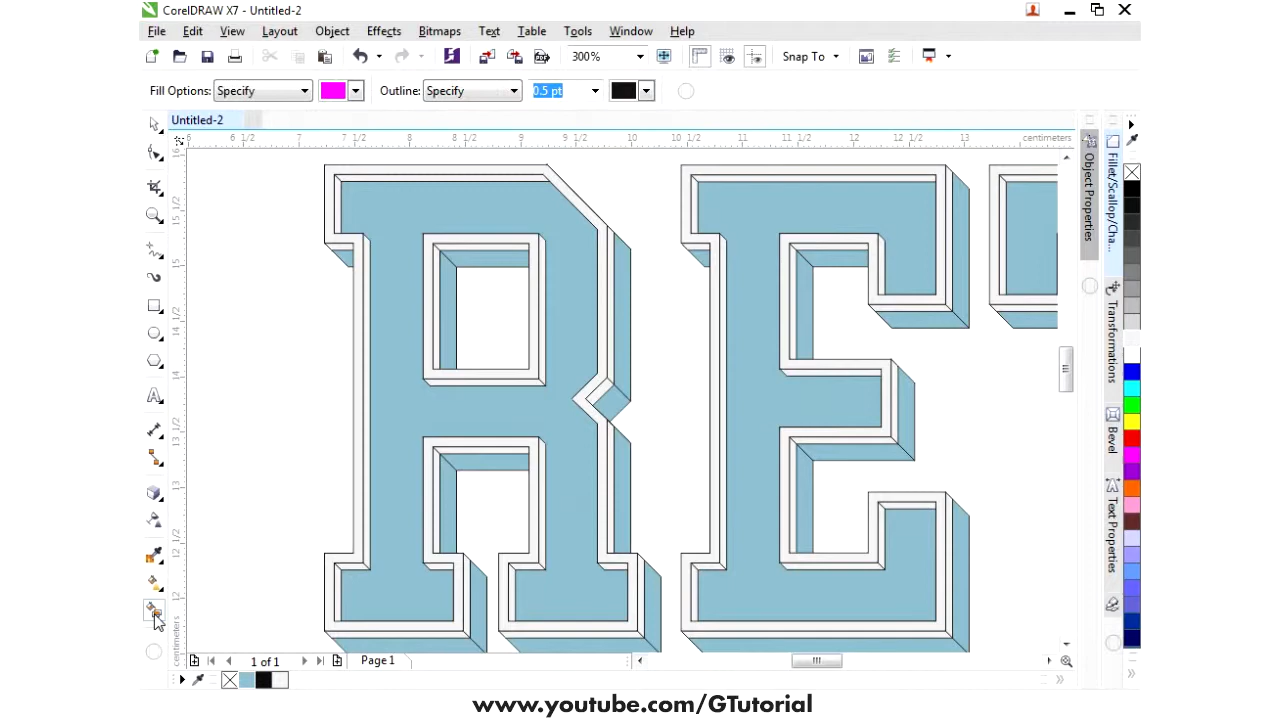 CorelDRAW X7 - Untitled-2
File Edit View Layout Object Effects Bitmaps Text Table Tools Window Help
300% Snap To
Fill Options: Specify Outline: Specify 0.5 pt
Untitled-2
6 6 1/2 7 7 1/2 8 8 1/2 9 9 1/2 10 10 1/2 11 11 1/2 12 12 1/2 13 centimeters
Object Properties
Fillet/Scallop/Cha...
Transformations
Bevel
Text Properties
RE
centimeters
1 of 1 Page 1
www.youtube.com/GTutorial